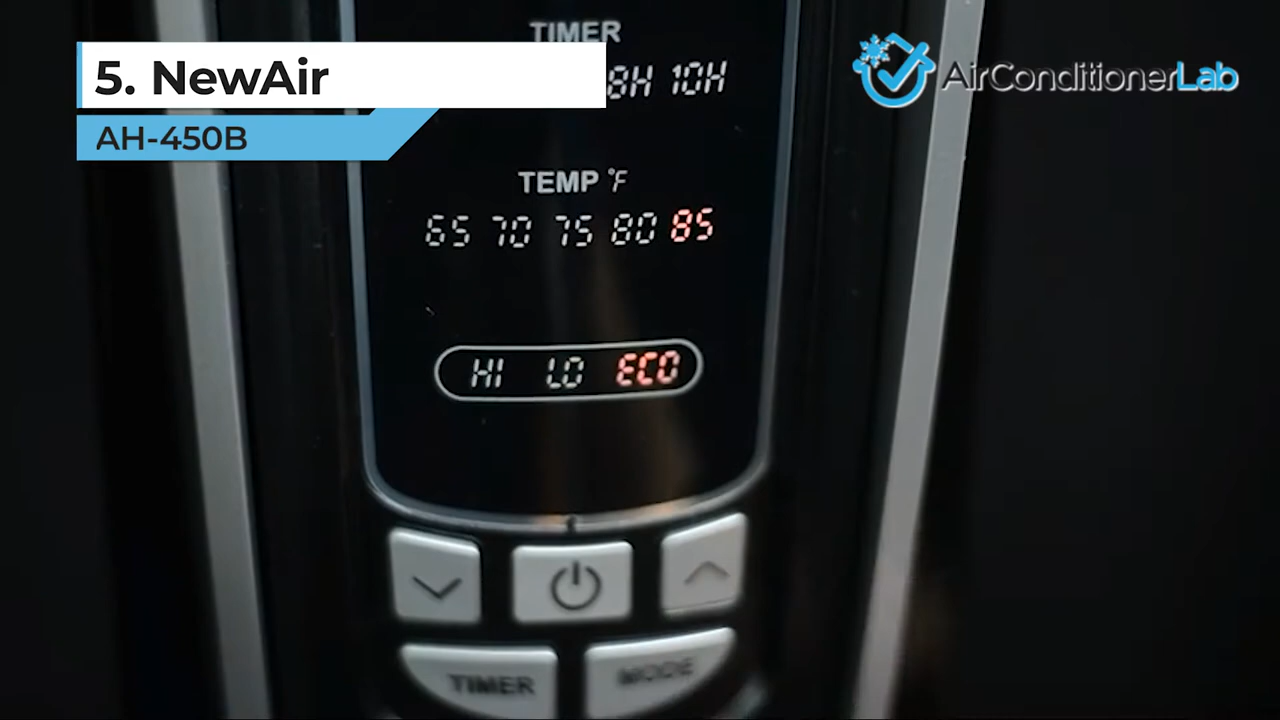 TIMER
5. NewAir
8H 10H
AirConditionerLab
AH-450B
TEMP °F
65 70 75 80 85
HI LO ECO
TIMER
MODE